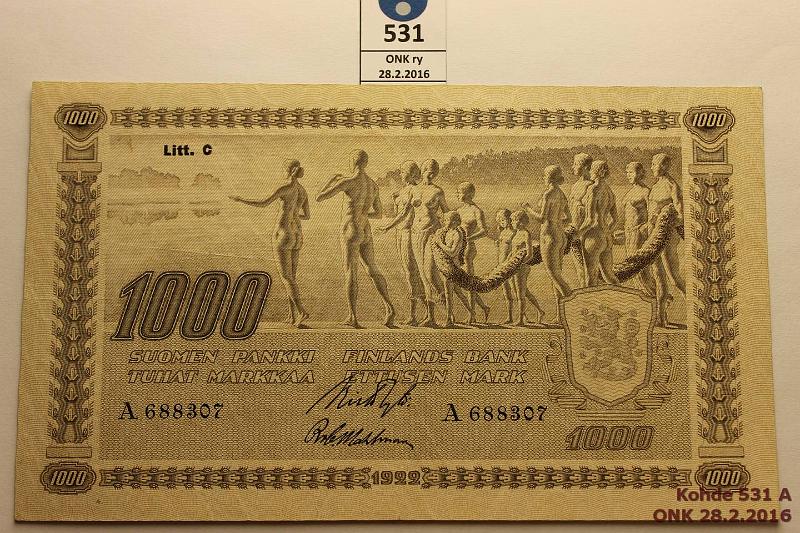 531
ONK ry
28.2.2016
1000 1000
Litt. C
1000
SUOMEN PANKKI FINLANDS BANK
TUHAT MARKKAA ETTUSEN MARK
A 688307 A 688307
1000
1000 1922 1000
Kohde 531 A
ONK 28.2.2016